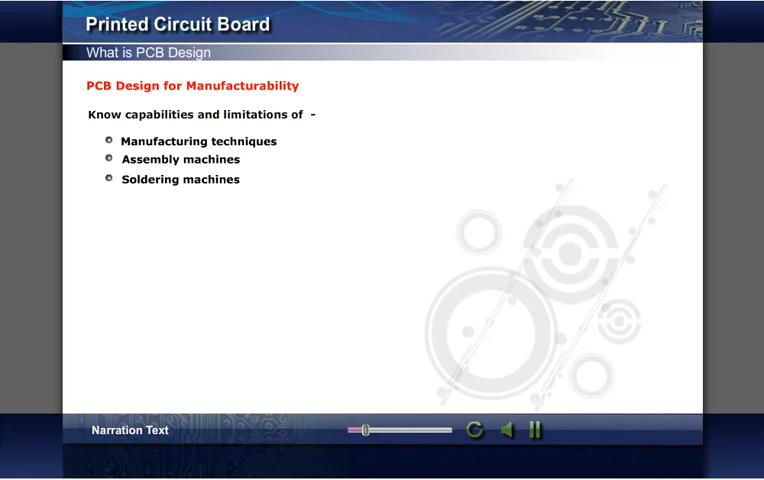 Printed Circuit Board
What is PCB Design
PCB Design for Manufacturability
Know capabilities and limitations of -
Manufacturing techniques
Assembly machines
Soldering machines
Narration Text